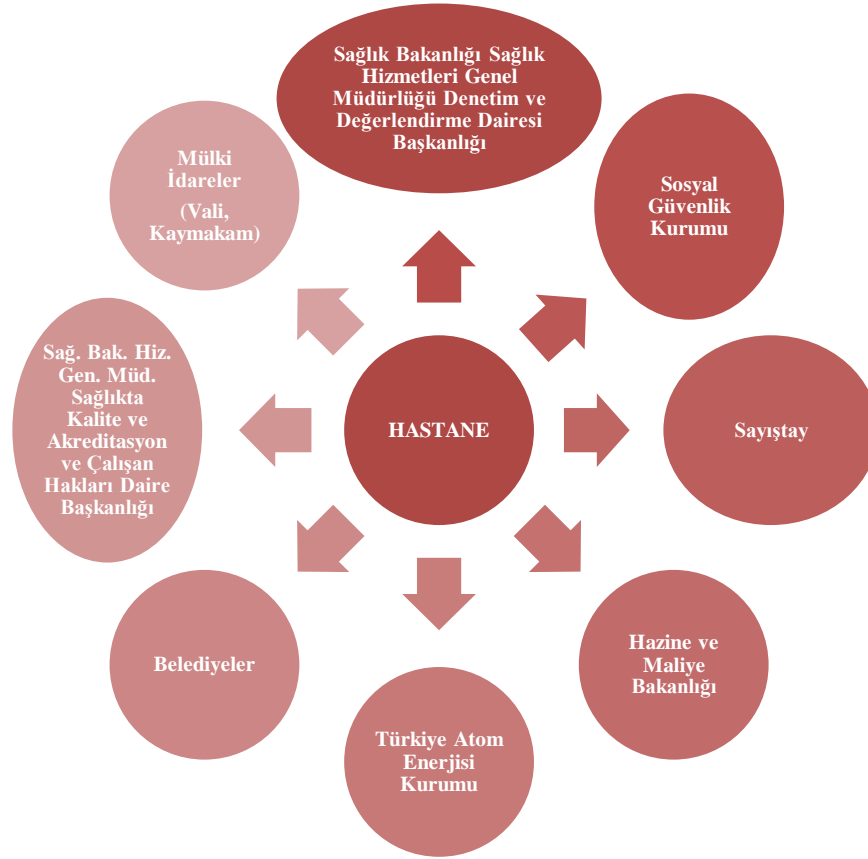 Sağlık Bakanlığı Sağlık
Hizmetleri Genel
Müdürlüğü Denetim ve
Değerlendirme Dairesi
Başkanlığı
Sosyal
Güvenlik
Kurumu
Sayıştay
Hazine ve
Maliye
Bakanlığı
Türkiye Atom
Enerjisi
Kurumu
Belediyeler
Sağ. Bak. Hiz.
Gen. Müd.
Sağlıkta
Kalite ve
Akreditasyon
ve Çalışan
Hakları Daire
Başkanlığı
Mülki
İdareler
(Vali,
Kaymakam)
HASTANE